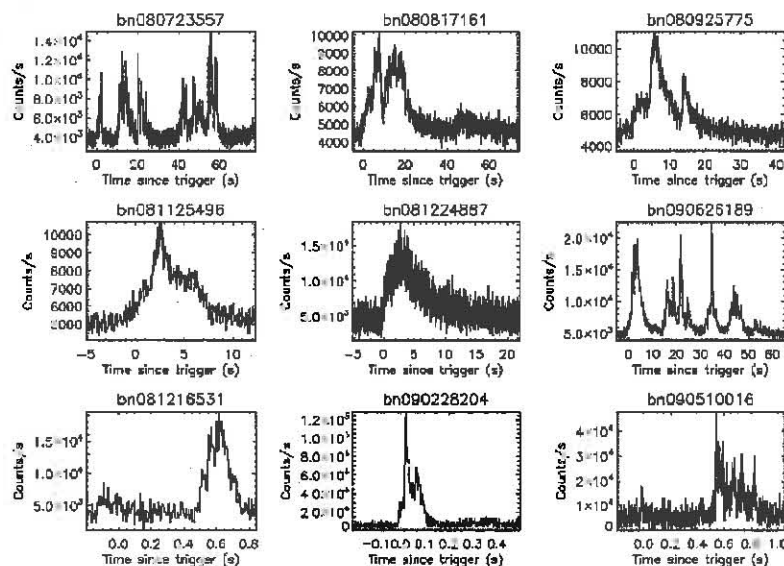 bn080723557
Counts/s
1.4×10⁴
1.2×10⁴
1.0×10⁴
8.0×10³
6.0×10³
4.0×10³
0 20 40 60
Time since trigger (s)
bn080817161
Counts/s
10000
9000
8000
7000
6000
5000
4000
0 20 40 60
Time since trigger (s)
bn080925775
Counts/s
10000
8000
6000
4000
0 10 20 30 40
Time since trigger (s)
bn081125496
Counts/s
10000
9000
8000
7000
6000
5000
-5 0 5 10
Time since trigger (s)
bn081224887
Counts/s
1.5×10⁴
1.0×10⁴
5.0×10³
-5 0 5 10 15 20
Time since trigger (s)
bn090626189
Counts/s
2.0×10⁴
1.5×10⁴
1.0×10⁴
5.0×10³
0 10 20 30 40 50 60
Time since trigger (s)
bn081216531
Counts/s
1.5×10⁴
1.0×10⁴
5.0×10³
0.0 0.2 0.4 0.6 0.8
Time since trigger (s)
bn090228204
Counts/s
1.2×10⁵
1.0×10⁵
8.0×10⁴
6.0×10⁴
4.0×10⁴
2.0×10⁴
0
-0.1 0.0 0.1 0.2 0.3 0.4
Time since trigger (s)
bn090510016
Counts/s
4×10⁴
3×10⁴
2×10⁴
1×10⁴
0
0.0 0.2 0.4 0.6 0.8 1.0
Time since trigger (s)